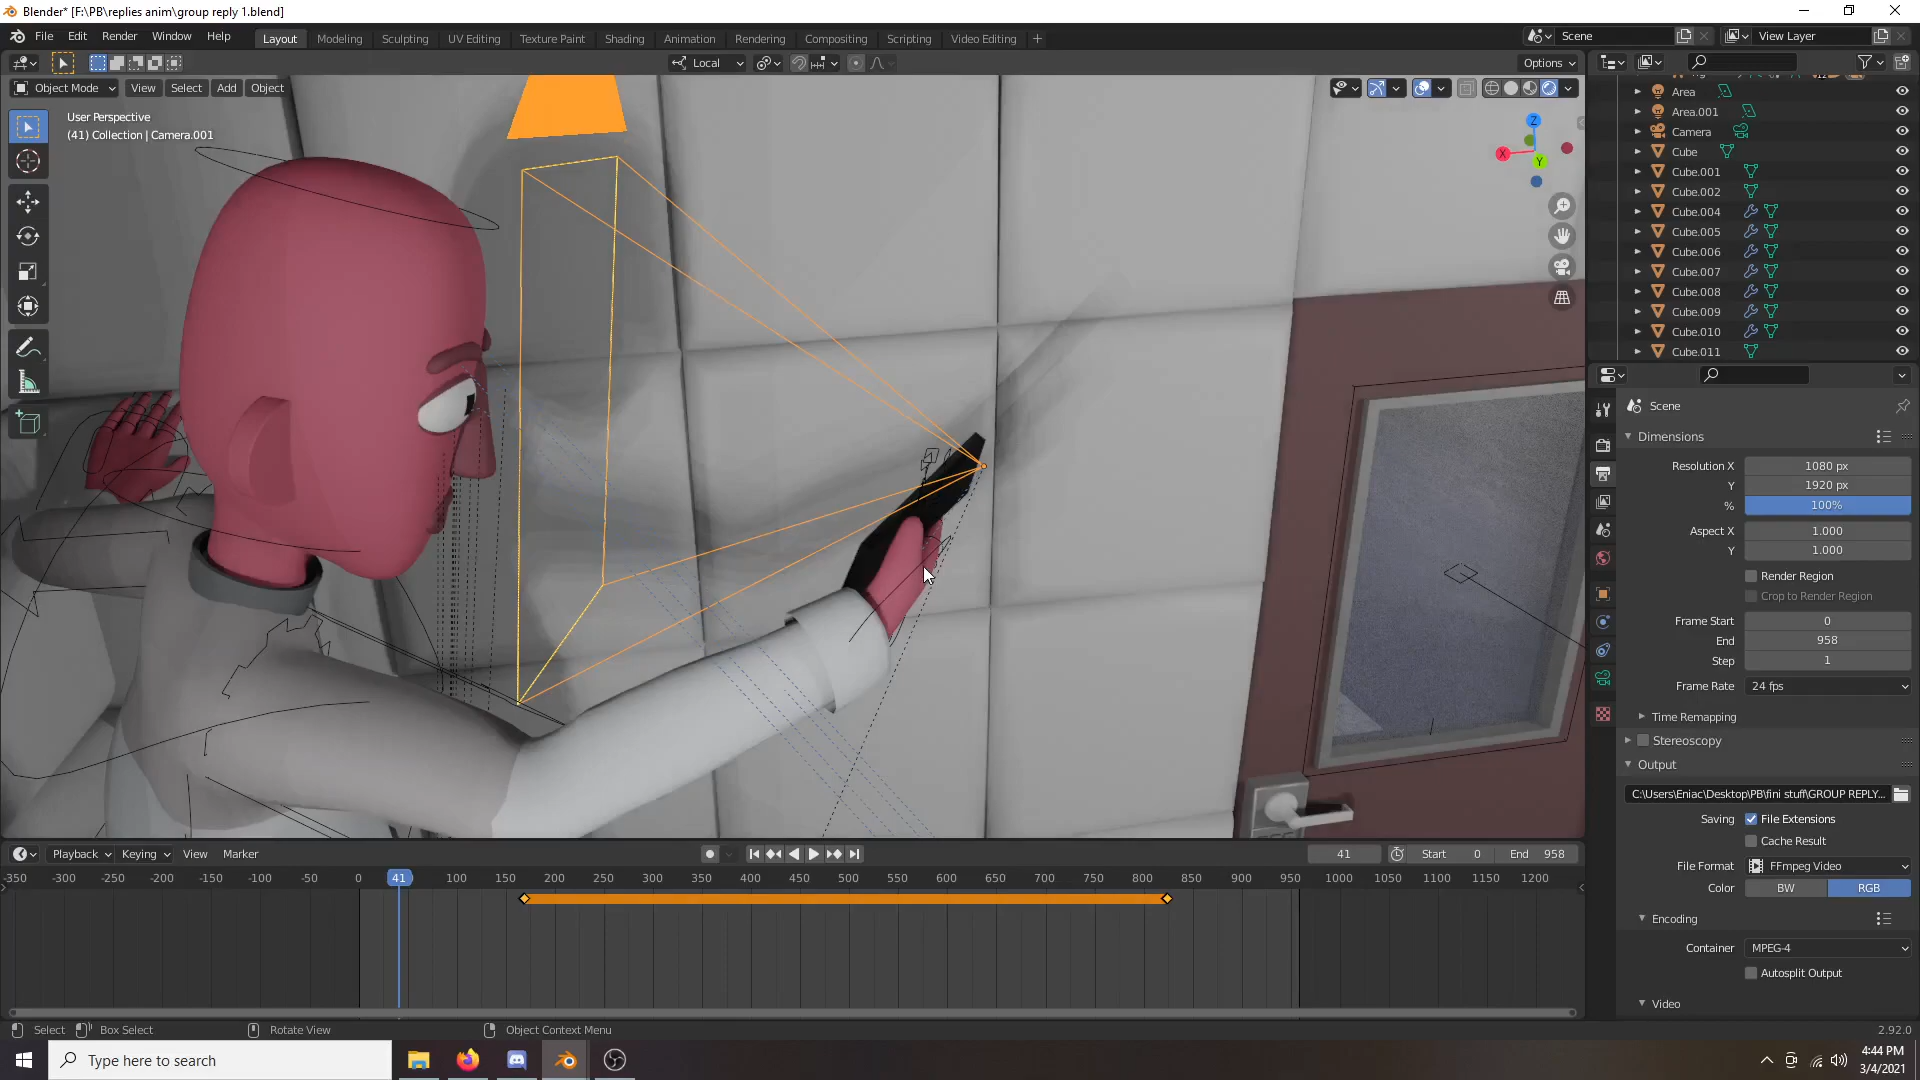 Blender* [F:\PB\replies anim\group reply 1.blend]
File Edit Render Window Help
Layout Modeling Sculpting UV Editing Texture Paint Shading Animation Rendering Compositing Scripting Video Editing +
Scene
View Layer
Local
Options
Object Mode View Select Add Object
User Perspective
(41) Collection | Camera.001
Z
X
Y
Area
Area.001
Camera
Cube
Cube.001
Cube.002
Cube.004
Cube.005
Cube.006
Cube.007
Cube.008
Cube.009
Cube.010
Cube.011
Scene
Dimensions
Resolution X 1080 px
Y 1920 px
% 100%
Aspect X 1.000
Y 1.000
Render Region
Crop to Render Region
Frame Start 0
End 958
Step 1
Frame Rate 24 fps
Time Remapping
Stereoscopy
Output
C:\Users\Eniac\Desktop\PB\fini stuff\GROUP REPLY...
Saving File Extensions
Cache Result
File Format FFmpeg Video
Color BW RGB
Encoding
Container MPEG-4
Autosplit Output
Video
Playback Keying View Marker
41 Start 0 End 958
-350 -300 -250 -200 -150 -100 -50 0 41 100 150 200 250 300 350 400 450 500 550 600 650 700 750 800 850 900 950 1000 1050 1100 1150 1200
Select Box Select Rotate View Object Context Menu
2.92.0
Type here to search
4:44 PM
3/4/2021